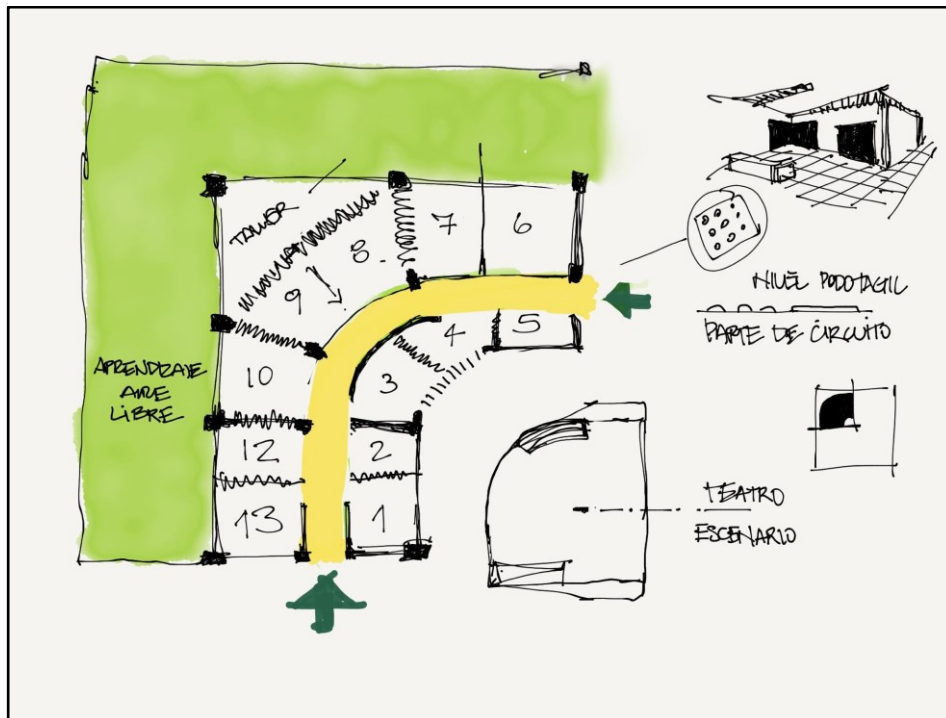 TALLER
7
6
8
9
4
5
3
10
12
2
13
1
APRENDIZAJE
AIRE
LIBRE
PODOTACTIL
PARTE DE CIRCUITO
TEATRO
ESCENARIO